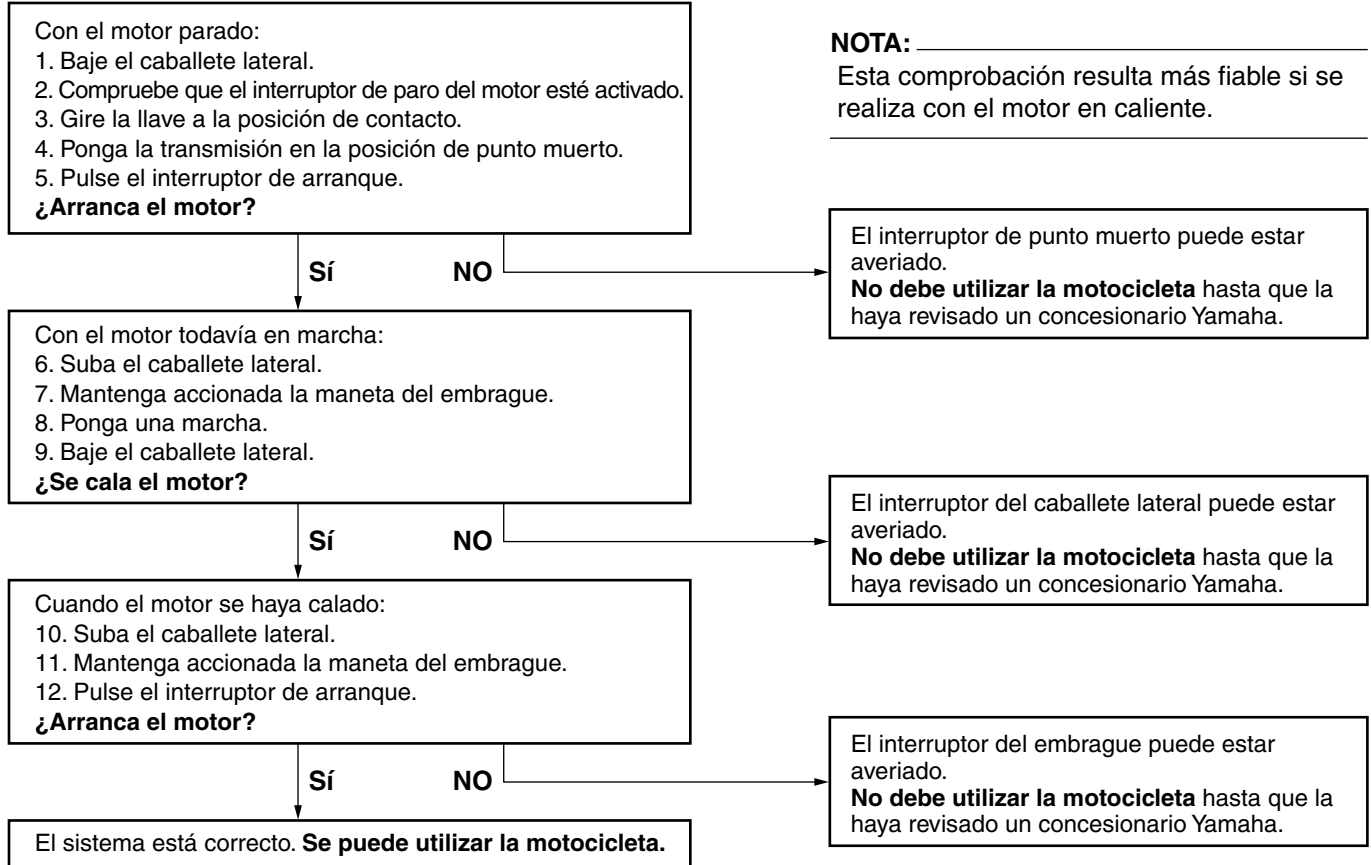 Con el motor parado:
1. Baje el caballete lateral.
2. Compruebe que el interruptor de paro del motor esté activado.
3. Gire la llave a la posición de contacto.
4. Ponga la transmisión en la posición de punto muerto.
5. Pulse el interruptor de arranque.
¿Arranca el motor?
NOTA:
Esta comprobación resulta más fiable si se
realiza con el motor en caliente.
Sí NO
El interruptor de punto muerto puede estar
averiado.
No debe utilizar la motocicleta hasta que la
haya revisado un concesionario Yamaha.
Con el motor todavía en marcha:
6. Suba el caballete lateral.
7. Mantenga accionada la maneta del embrague.
8. Ponga una marcha.
9. Baje el caballete lateral.
¿Se cala el motor?
Sí NO
El interruptor del caballete lateral puede estar
averiado.
No debe utilizar la motocicleta hasta que la
haya revisado un concesionario Yamaha.
Cuando el motor se haya calado:
10. Suba el caballete lateral.
11. Mantenga accionada la maneta del embrague.
12. Pulse el interruptor de arranque.
¿Arranca el motor?
Sí NO
El interruptor del embrague puede estar
averiado.
No debe utilizar la motocicleta hasta que la
haya revisado un concesionario Yamaha.
El sistema está correcto. Se puede utilizar la motocicleta.